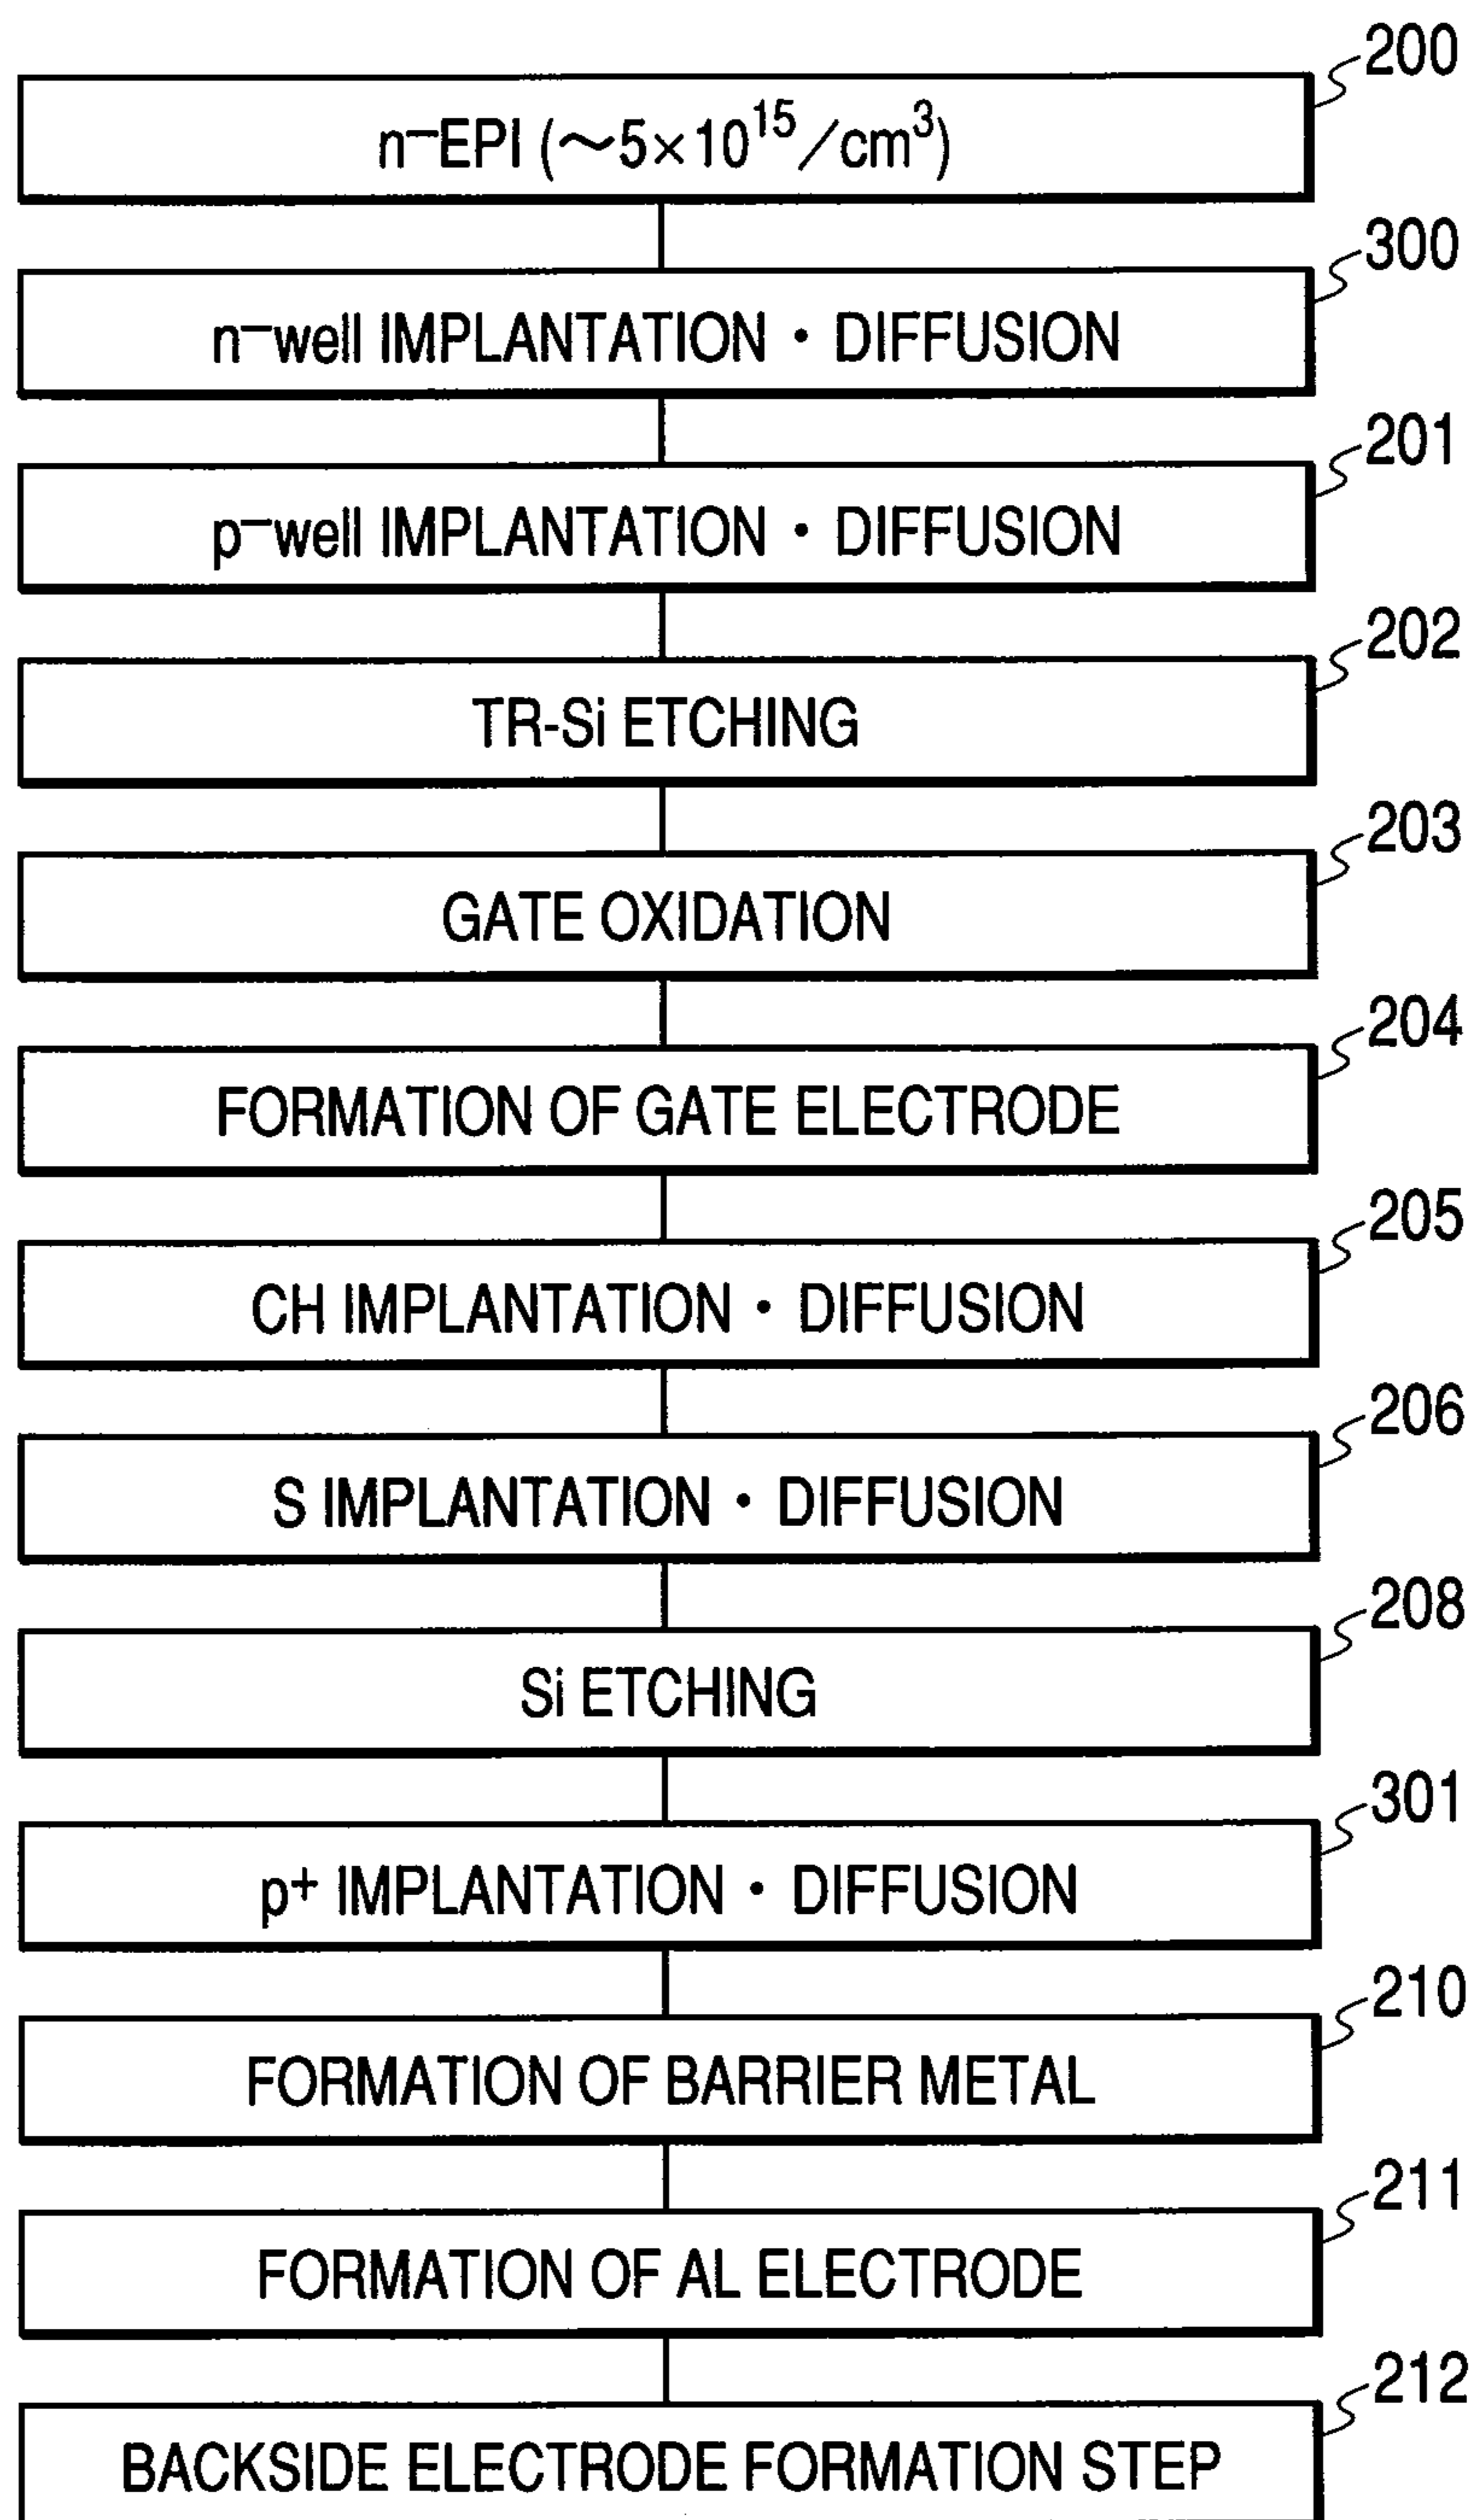 200
n−EPI (～5×10¹⁵/cm³)
300
n−well IMPLANTATION・DIFFUSION
201
p−well IMPLANTATION・DIFFUSION
202
TR-Si ETCHING
203
GATE OXIDATION
204
FORMATION OF GATE ELECTRODE
205
CH IMPLANTATION・DIFFUSION
206
S IMPLANTATION・DIFFUSION
208
Si ETCHING
301
p+ IMPLANTATION・DIFFUSION
210
FORMATION OF BARRIER METAL
211
FORMATION OF AL ELECTRODE
212
BACKSIDE ELECTRODE FORMATION STEP